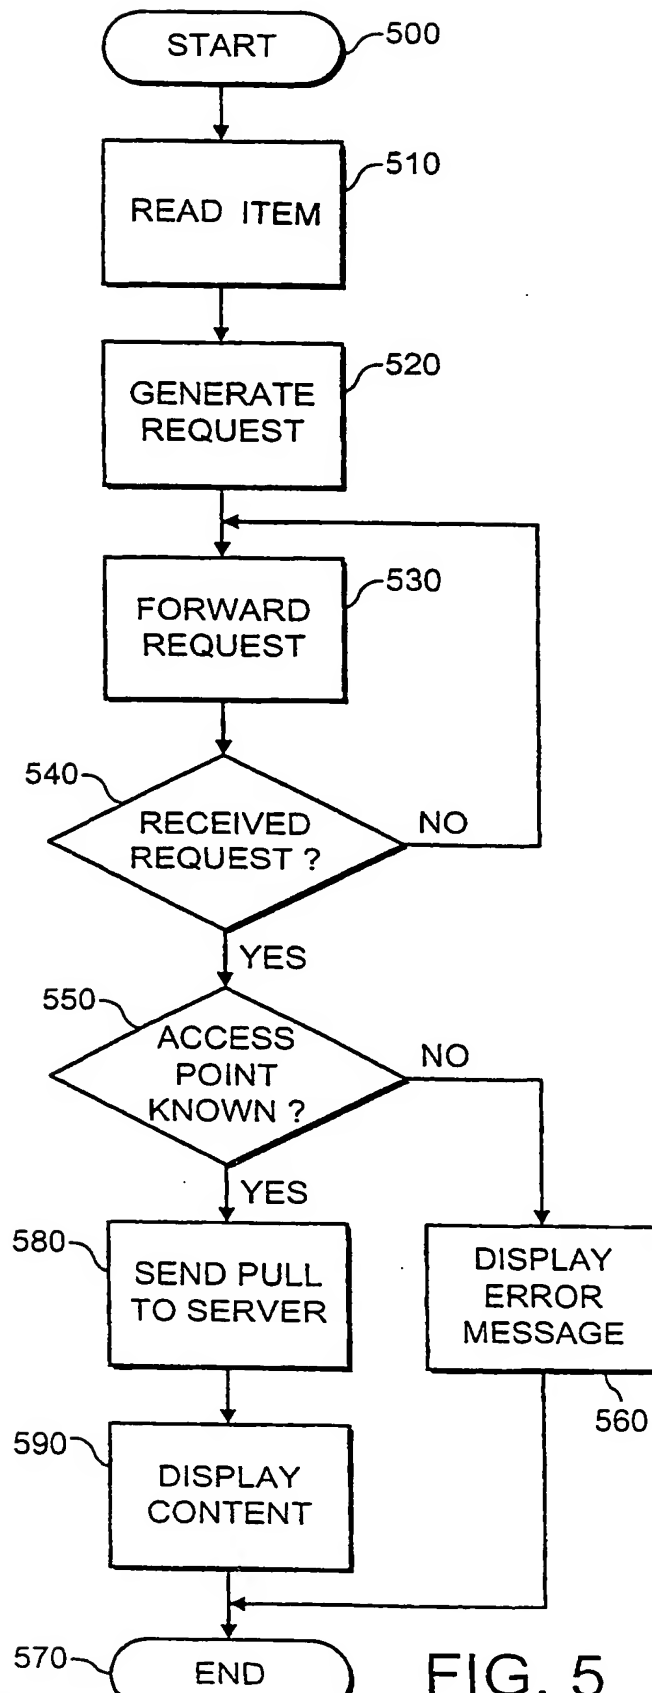 START
500
510
READ ITEM
520
GENERATE
REQUEST
530
FORWARD
REQUEST
540
RECEIVED
REQUEST ?
NO
YES
550
ACCESS
POINT
KNOWN ?
NO
YES
580
SEND PULL
TO SERVER
DISPLAY
ERROR
MESSAGE
560
590
DISPLAY
CONTENT
570
END
FIG. 5